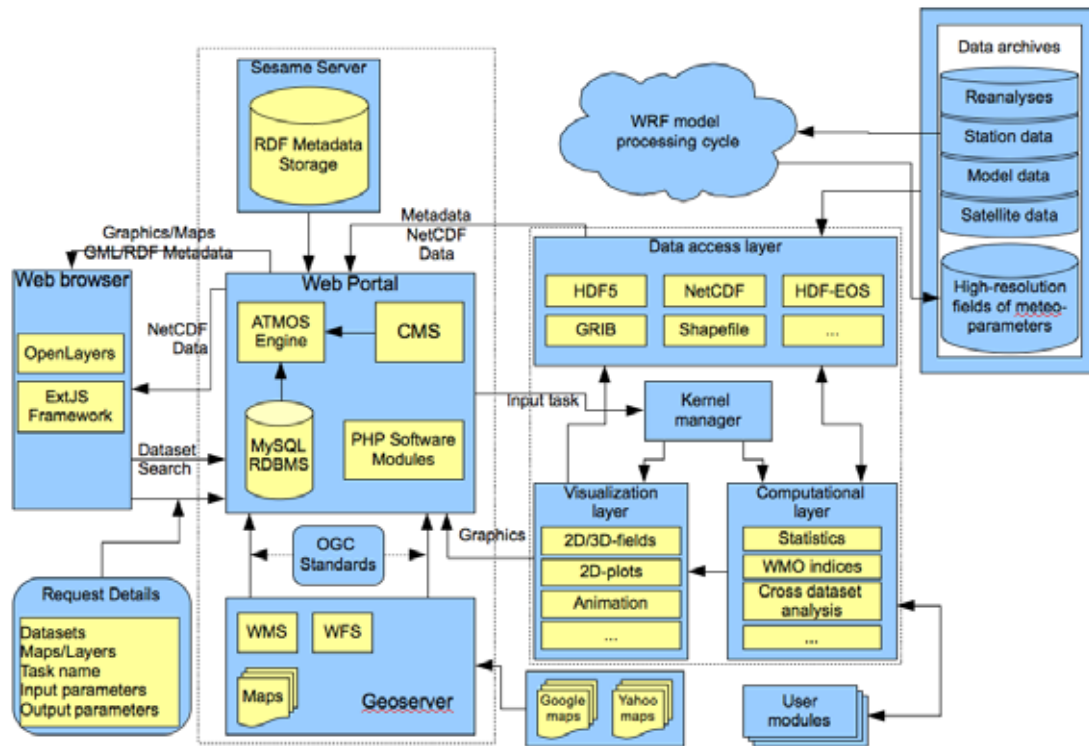 Sesame Server
RDF Metadata
Storage
WRF model
processing cycle
Data archives
Reanalyses
Station data
Model data
Satellite data
High-resolution
fields of meteo-
parameters
Graphics/Maps
GML/RDF Metadata
Metadata
NetCDF
Data
Web browser
OpenLayers
ExtJS
Framework
NetCDF
Data
Web Portal
ATMOS
Engine
CMS
MySQL
RDBMS
PHP Software
Modules
Data access layer
HDF5
NetCDF
HDF-EOS
GRIB
Shapefile
...
Input task
Kernel
manager
Dataset
Search
Visualization
layer
2D/3D-fields
2D-plots
Animation
...
Computational
layer
Statistics
WMO indices
Cross dataset
analysis
...
Graphics
OGC
Standards
Request Details
Datasets
Maps/Layers
Task name
Input parameters
Output parameters
WMS
WFS
Maps
Geoserver
Google
maps
Yahoo
maps
User
modules